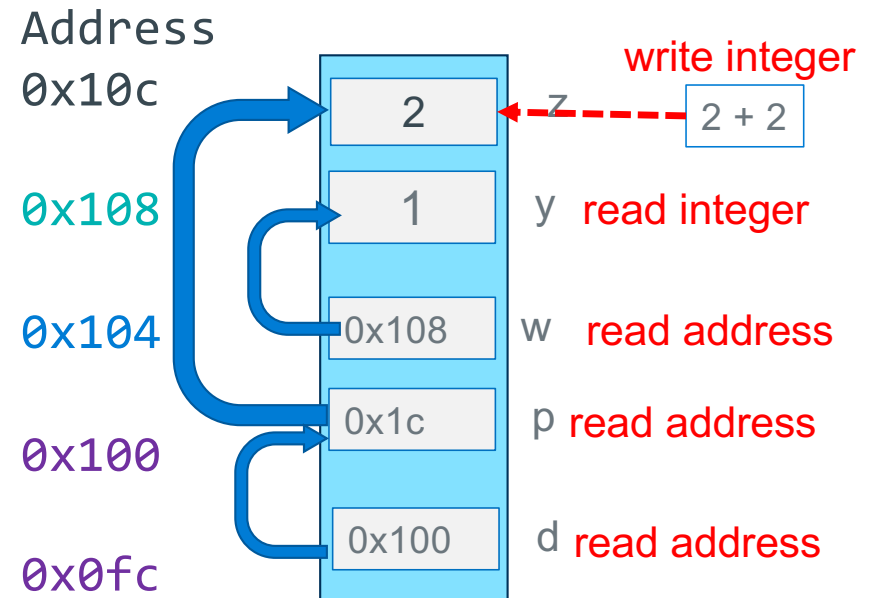 Address
write integer
0x10c
2
z
2 + 2
0x108
1
y
read integer
0x104
0x108
w
read address
0x1c
p
read address
0x100
0x100
d
read address
0x0fc